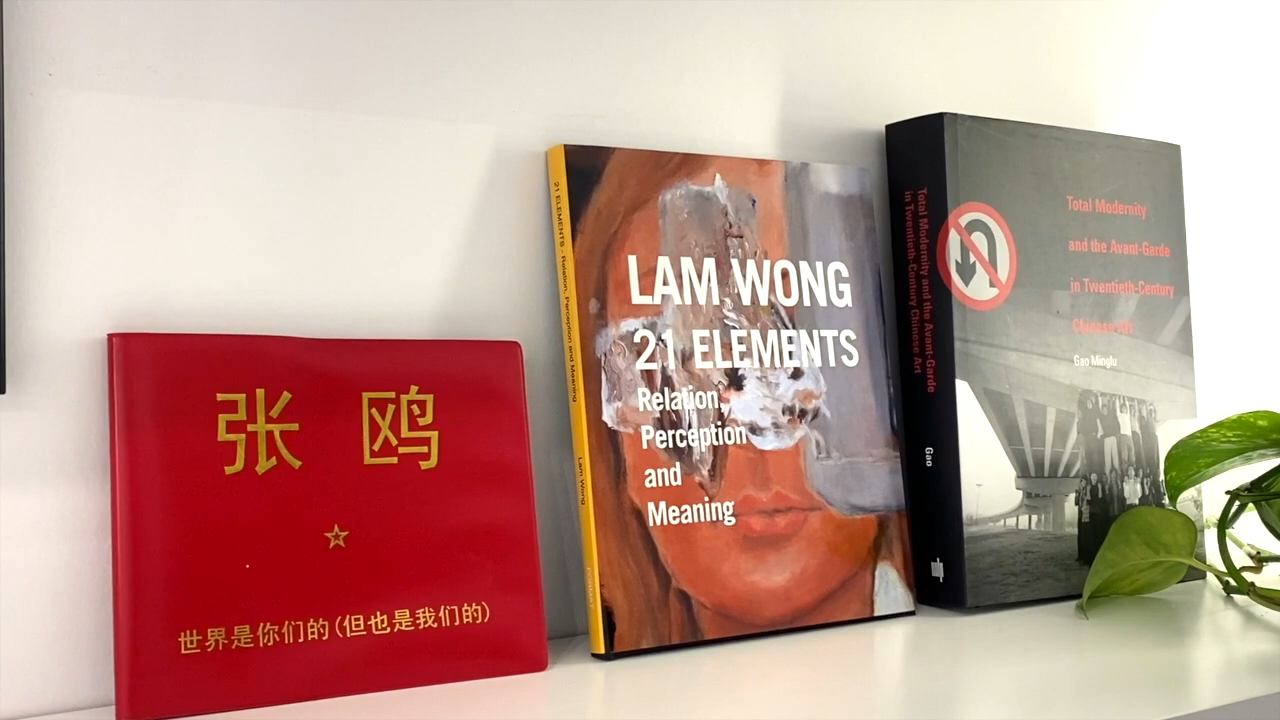 张 鸥
世界是你们的(但也是我们的)
21 ELEMENTS - Relation, Perception and Meaning
Lam Wong
LAM WONG
21 ELEMENTS
Relation,
Perception
and
Meaning
Total Modernity and the Avant-Garde
in Twentieth-Century Chinese Art
Gao
Total Modernity
and the Avant-Garde
in Twentieth-Century
Chinese Art
Gao Minglu